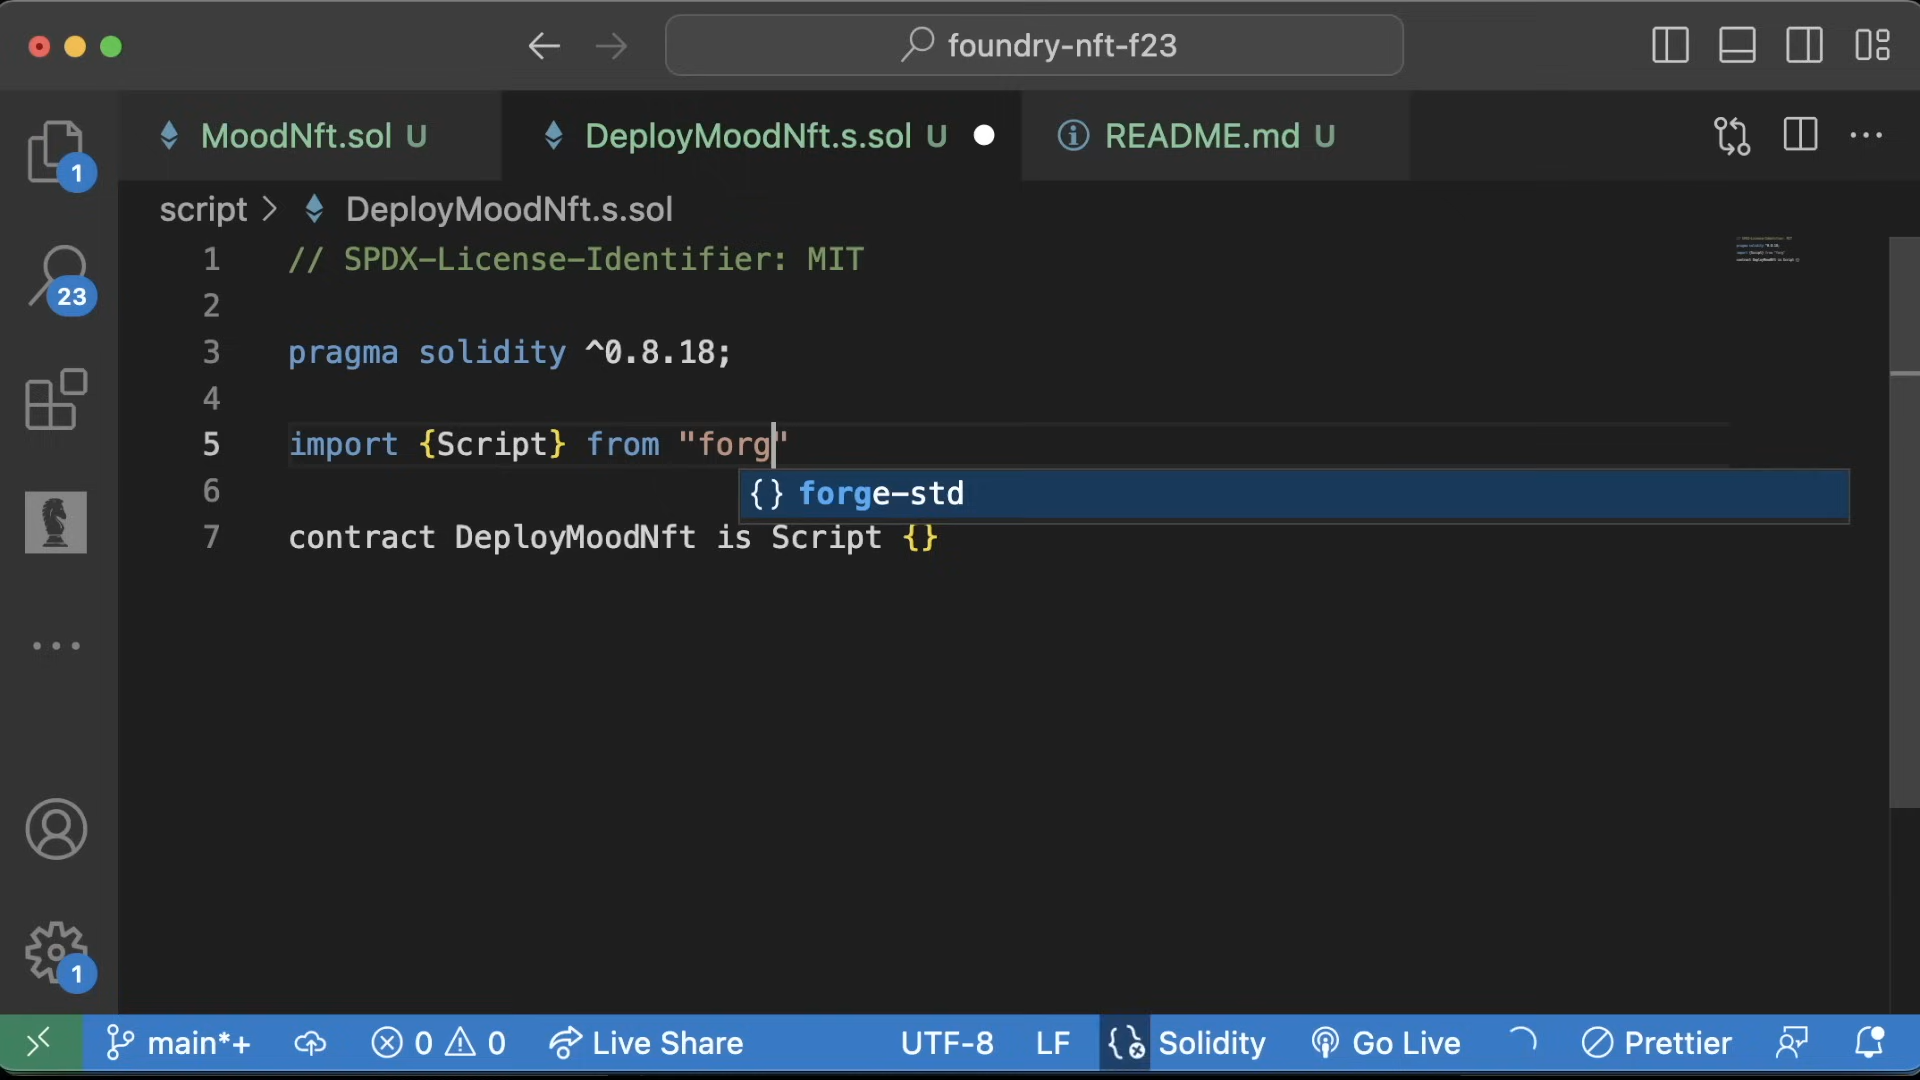 foundry-nft-f23
MoodNft.sol U
DeployMoodNft.s.sol U
README.md U
script > DeployMoodNft.s.sol
1 // SPDX-License-Identifier: MIT
2
3 pragma solidity ^0.8.18;
4
5 import {Script} from "forg"
6
{} forge-std
7 contract DeployMoodNft is Script {}
1
23
1
main*+ 0 0 Live Share UTF-8 LF Solidity Go Live Prettier